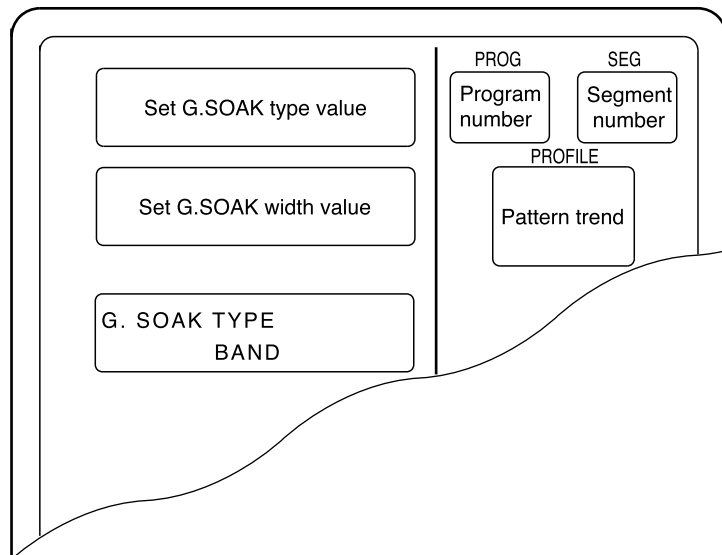 Set G.SOAK type value
Set G.SOAK width value
G. SOAK TYPE
BAND
PROG
SEG
Program
number
Segment
number
PROFILE
Pattern trend